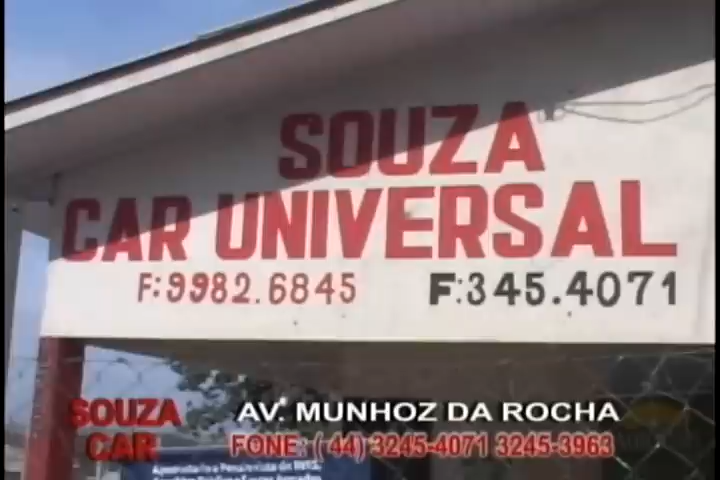 SOUZA
CAR UNIVERSAL
F:9982.6845 F:345.4071
SOUZA CAR
AV. MUNHOZ DA ROCHA
FONE: (44) 3245-4071 3245-3963